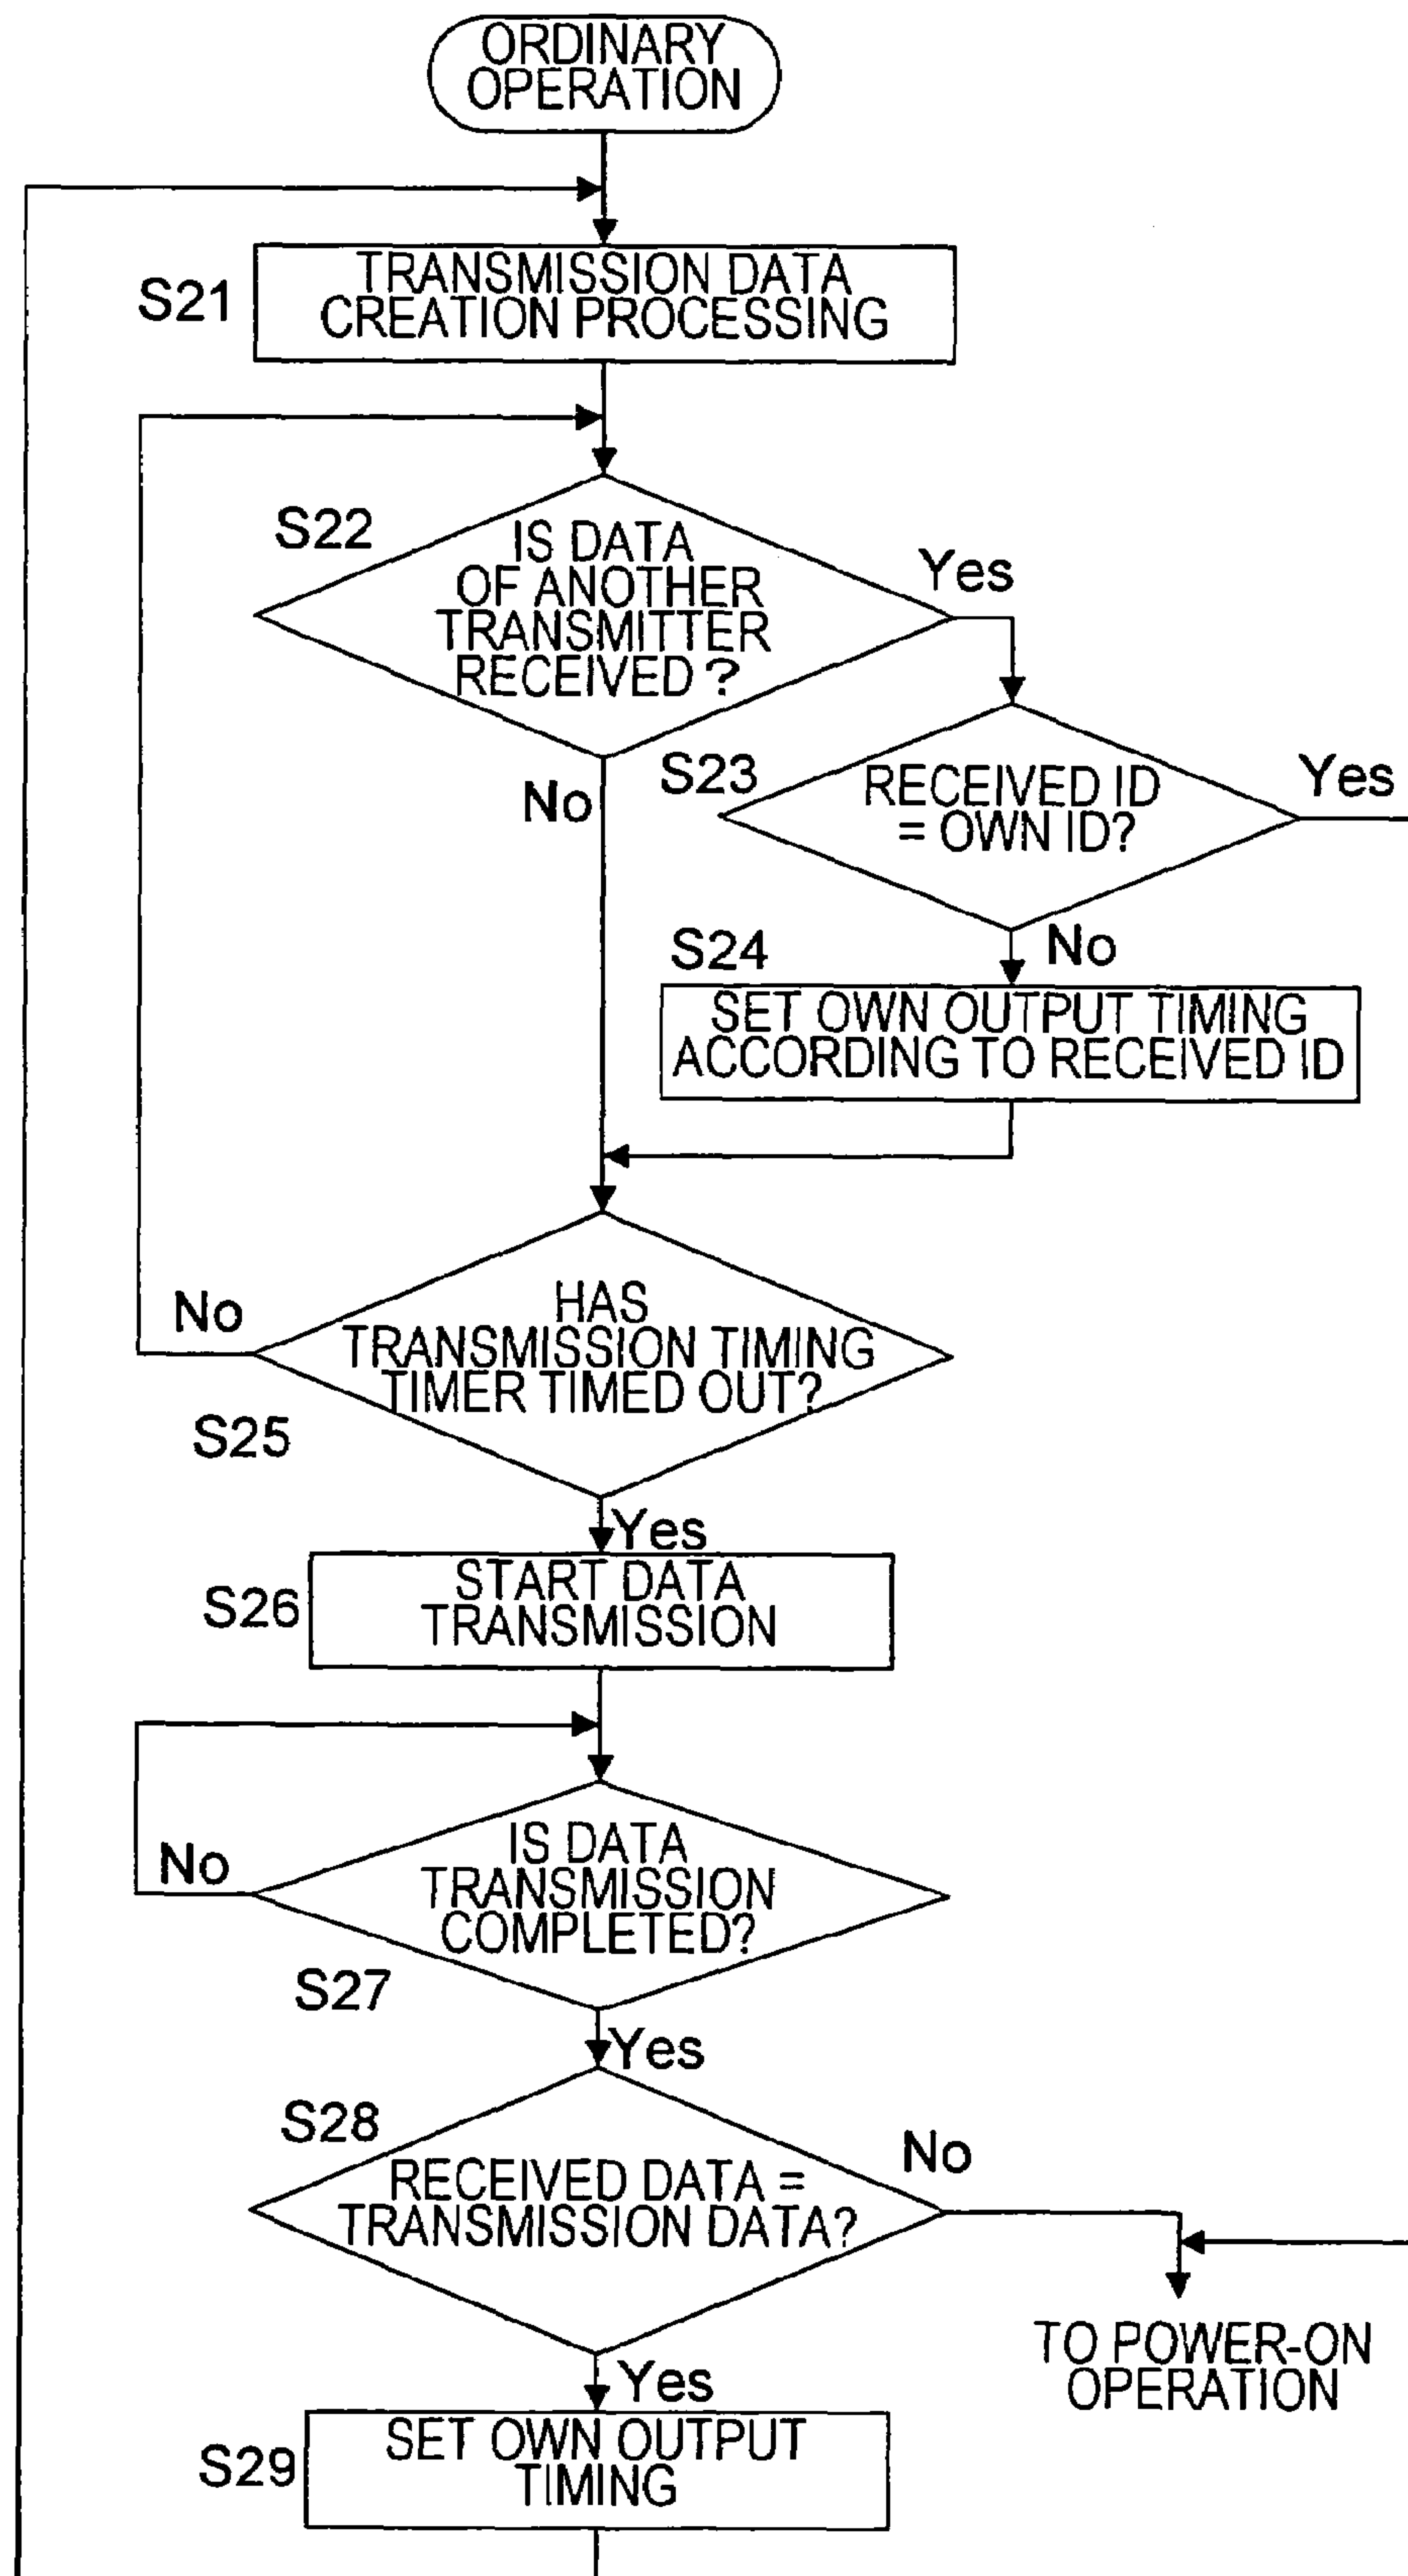 ORDINARY
OPERATION
S21
TRANSMISSION DATA
CREATION PROCESSING
S22
IS DATA
OF ANOTHER
TRANSMITTER
RECEIVED ?
Yes
No
S23
RECEIVED ID
= OWN ID?
Yes
No
S24
SET OWN OUTPUT TIMING
ACCORDING TO RECEIVED ID
No
HAS
TRANSMISSION TIMING
TIMER TIMED OUT?
S25
Yes
S26
START DATA
TRANSMISSION
No
IS DATA
TRANSMISSION
COMPLETED?
S27
Yes
S28
RECEIVED DATA =
TRANSMISSION DATA?
No
TO POWER-ON
OPERATION
Yes
S29
SET OWN OUTPUT
TIMING